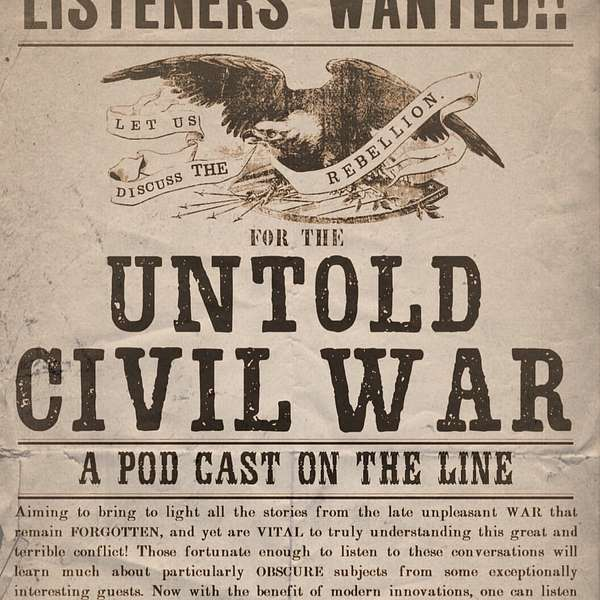 LISTENERS WANTED!!
LET US
DISCUSS THE
REBELLION.
FOR THE
UNTOLD
CIVIL WAR
A POD CAST ON THE LINE
Aiming to bring to light all the stories from the late unpleasant WAR that
remain FORGOTTEN, and yet are VITAL to truly understanding this great and
terrible conflict! Those fortunate enough to listen to these conversations will
learn much about particularly OBSCURE subjects from some exceptionally
interesting guests. Now with the benefit of modern innovations, one can listen